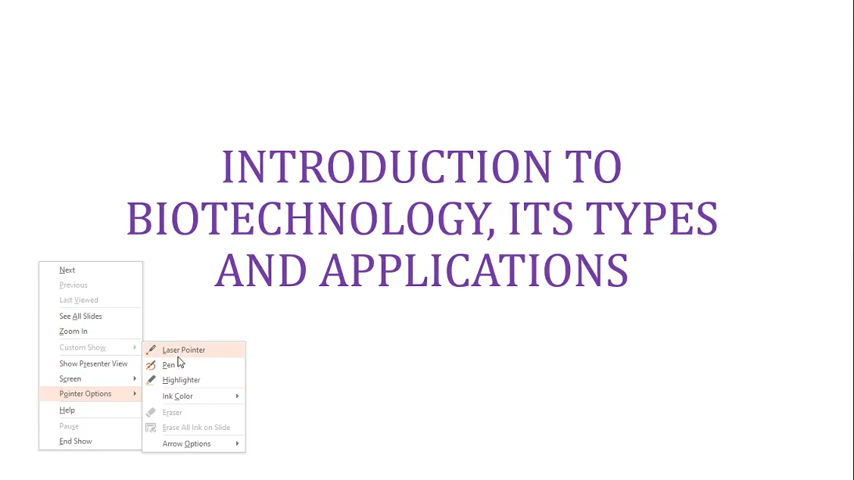 INTRODUCTION TO
BIOTECHNOLOGY, ITS TYPES
AND APPLICATIONS
Next
Previous
Last Viewed
See All Slides
Zoom In
Custom Show
Show Presenter View
Screen
Pointer Options
Help
Pause
End Show
Laser Pointer
Pen
Highlighter
Ink Color
Eraser
Erase All Ink on Slide
Arrow Options